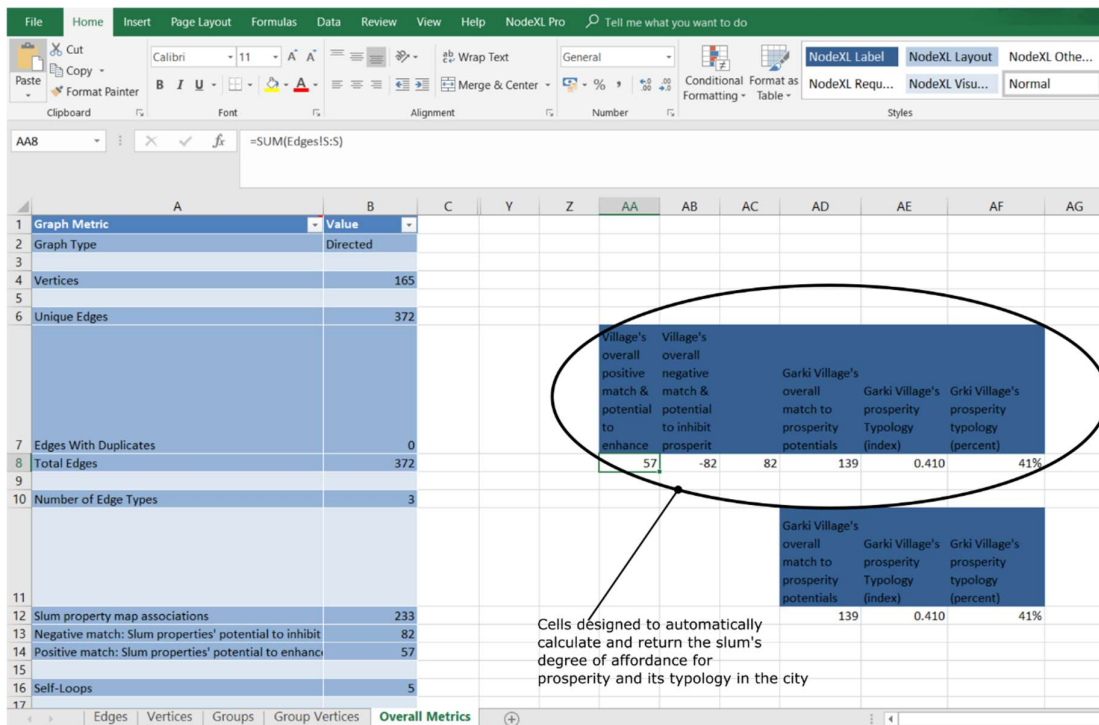 File Home Insert Page Layout Formulas Data Review View Help NodeXL Pro Tell me what you want to do
Cut
Copy
Format Painter
Paste
Calibri 11 A A
B I U A
Wrap Text
Merge & Center
General
% ,
Conditional Format as
Formatting Table
NodeXL Label NodeXL Layout NodeXL Othe...
NodeXL Requ... NodeXL Visu... Normal
Clipboard Font Alignment Number Styles
AA8 fx =SUM(Edges!S:S)
A B C Y Z AA AB AC AD AE AF AG
1 Graph Metric Value
2 Graph Type Directed
3
4 Vertices 165
5
6 Unique Edges 372
Village's overall positive match & potential to enhance
Village's overall negative match & potential to inhibit prosperit
Garki Village's overall match to prosperity potentials
Garki Village's prosperity Typology (index)
Grki Village's prosperity typology (percent)
7 Edges With Duplicates 0
8 Total Edges 372 57 -82 82 139 0.410 41%
9
10 Number of Edge Types 3
Garki Village's overall match to prosperity potentials
Garki Village's prosperity Typology (index)
Grki Village's prosperity typology (percent)
11
12 Slum property map associations 233 139 0.410 41%
13 Negative match: Slum properties' potential to inhibit 82
14 Positive match: Slum properties' potential to enhanc 57
15
16 Self-Loops 5
17
Cells designed to automatically
calculate and return the slum's
degree of affordance for
prosperity and its typology in the city
Edges Vertices Groups Group Vertices Overall Metrics